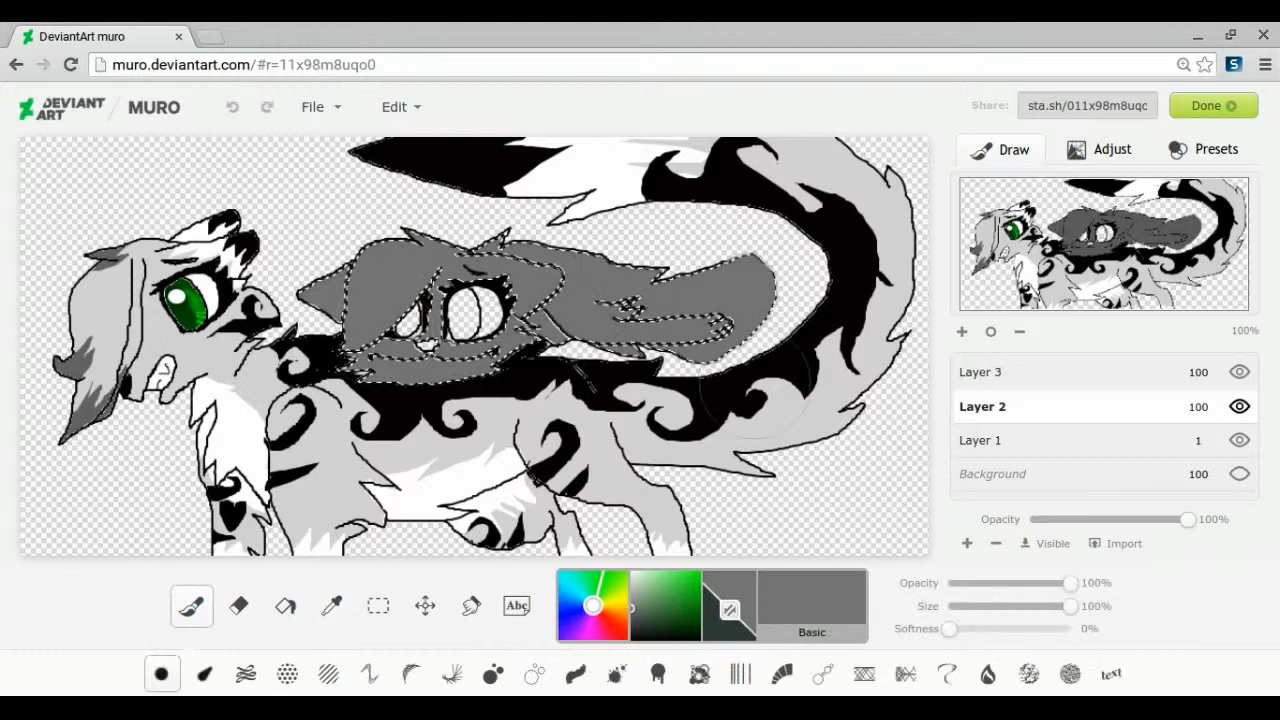 DeviantArt muro
muro.deviantart.com/#r=11x98m8uqo0
DEVIANT ART MURO File Edit Share: sta.sh/011x98m8uqc Done
Draw Adjust Presets
100%
Layer 3 100
Layer 2 100
Layer 1 1
Background 100
Opacity 100%
Visible Import
Abc
Basic
Opacity 100%
Size 100%
Softness 0%
text